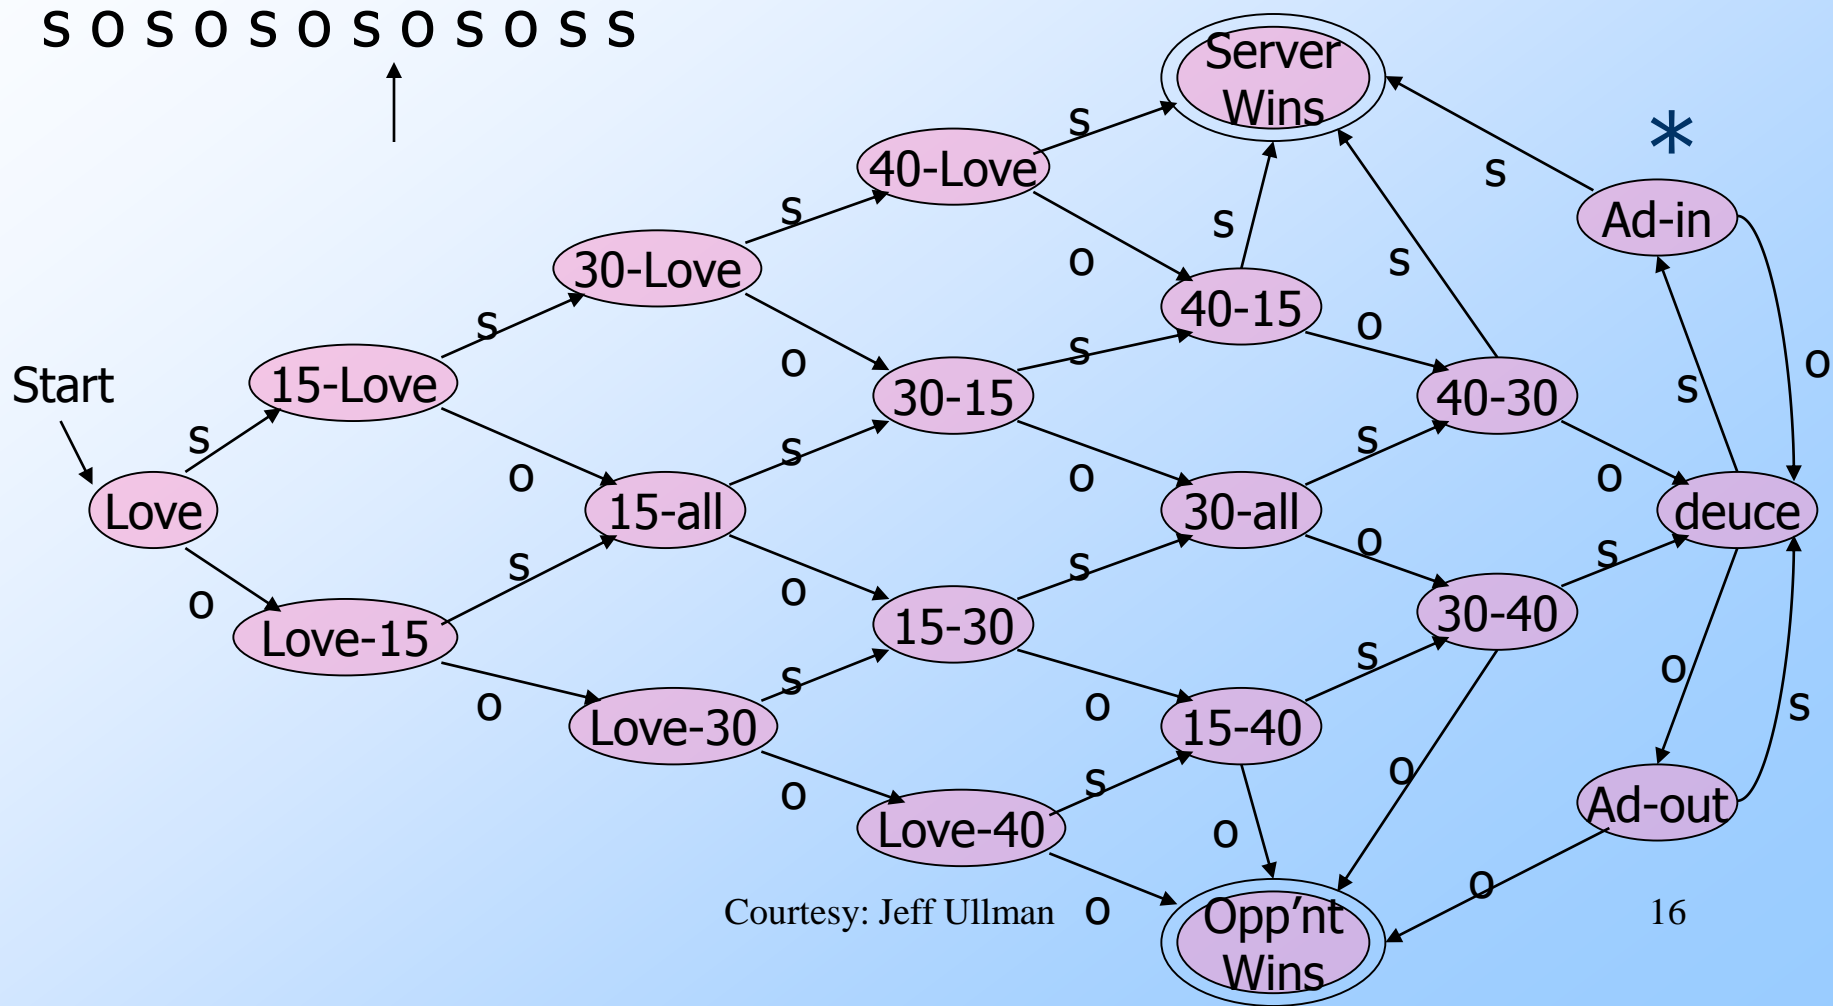 s o s o s o s o s o s s
Server
Wins
*
s
40-Love
s
Ad-in
s
s
o
s
30-Love
40-15
s
o
s
o
o
s
Start
15-Love
30-15
40-30
s
s
s
o
o
o
Love
15-all
30-all
deuce
s
o
s
o
s
o
15-30
30-40
Love-15
s
s
o
s
o
o
Love-30
15-40
s
o
o
Ad-out
Love-40
o
o
Courtesy: Jeff Ullman
o
Opp'nt
Wins
16